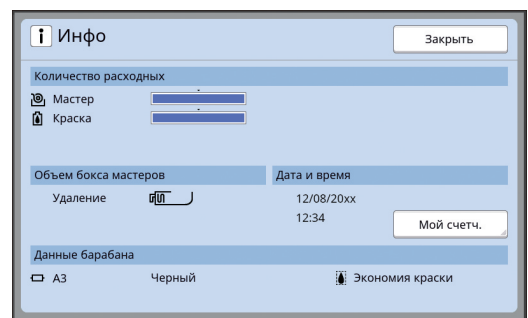 i Инфо
Закрыть
Количество расходных
Мастер
Краска
Объем бокса мастеров
Дата и время
Удаление
12/08/20xx
12:34
Мой счетч.
Данные барабана
A3 Черный Экономия краски